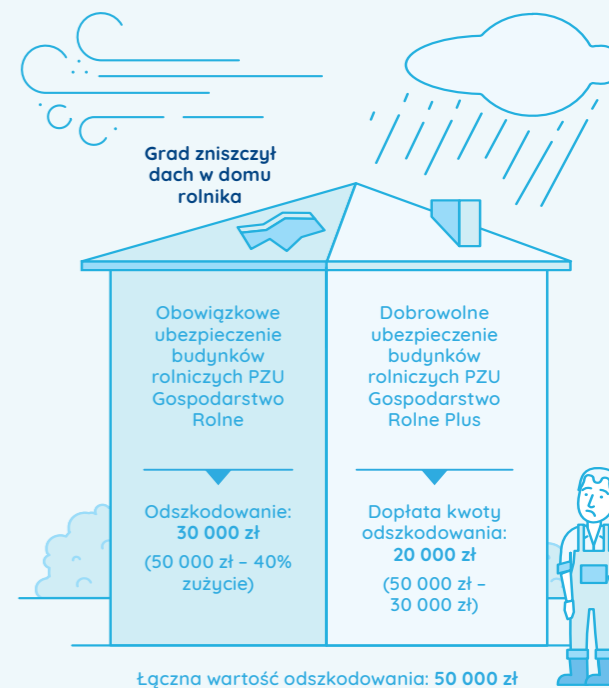 Grad zniszczył
dach w domu
rolnika
Obowiązkowe
ubezpieczenie
budynków
rolniczych PZU
Gospodarstwo
Rolne
Odszkodowanie:
30 000 zł
(50 000 zł – 40%
zużycie)
Dobrowolne
ubezpieczenie
budynków
rolniczych PZU
Gospodarstwo
Rolne Plus
Dopłata kwoty
odszkodowania:
20 000 zł
(50 000 zł –
30 000 zł)
Łączna wartość odszkodowania: 50 000 zł